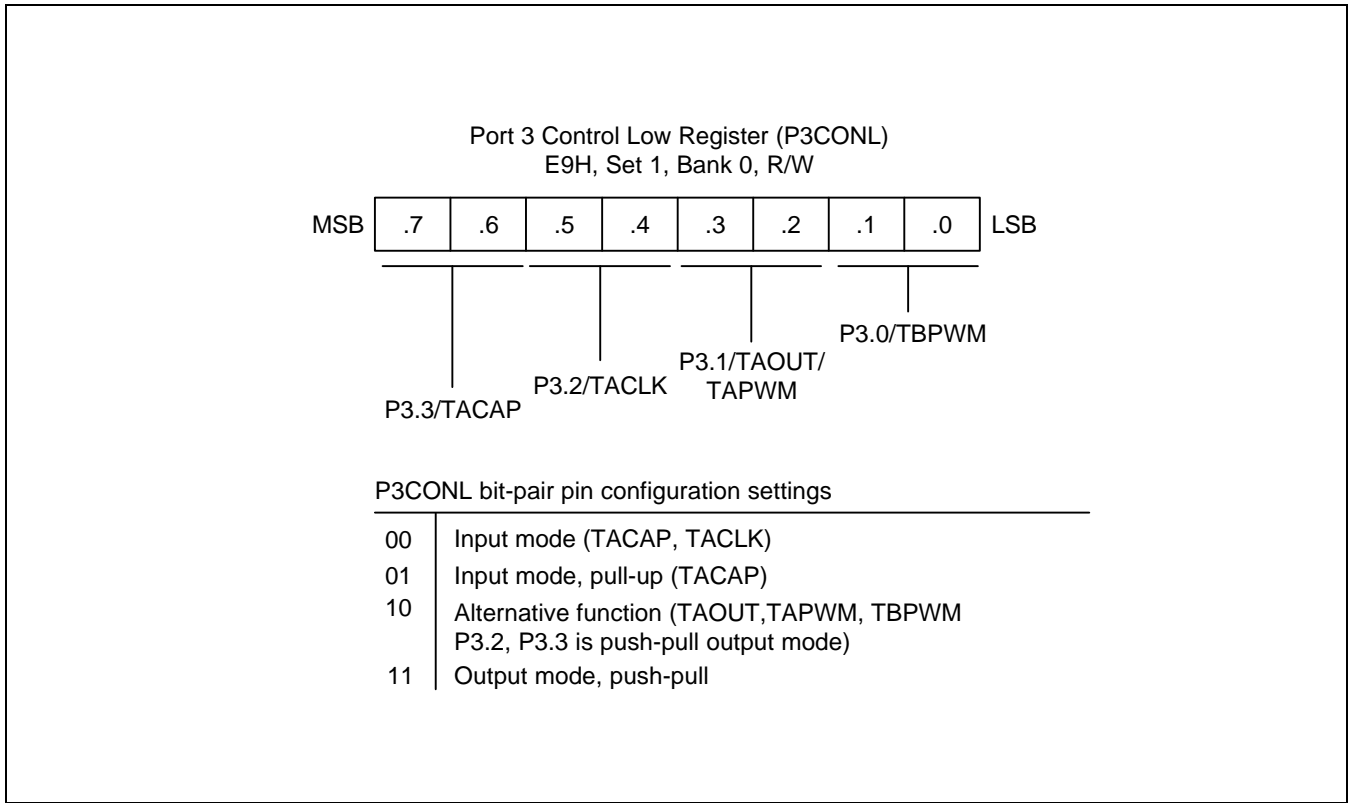 Port 3 Control Low Register (P3CONL)
E9H, Set 1, Bank 0, R/W
MSB .7 .6 .5 .4 .3 .2 .1 .0 LSB
P3.3/TACAP
P3.2/TACLK
P3.1/TAOUT/
TAPWM
P3.0/TBPWM
P3CONL bit-pair pin configuration settings
00 Input mode (TACAP, TACLK)
01 Input mode, pull-up (TACAP)
10 Alternative function (TAOUT,TAPWM, TBPWM
P3.2, P3.3 is push-pull output mode)
11 Output mode, push-pull